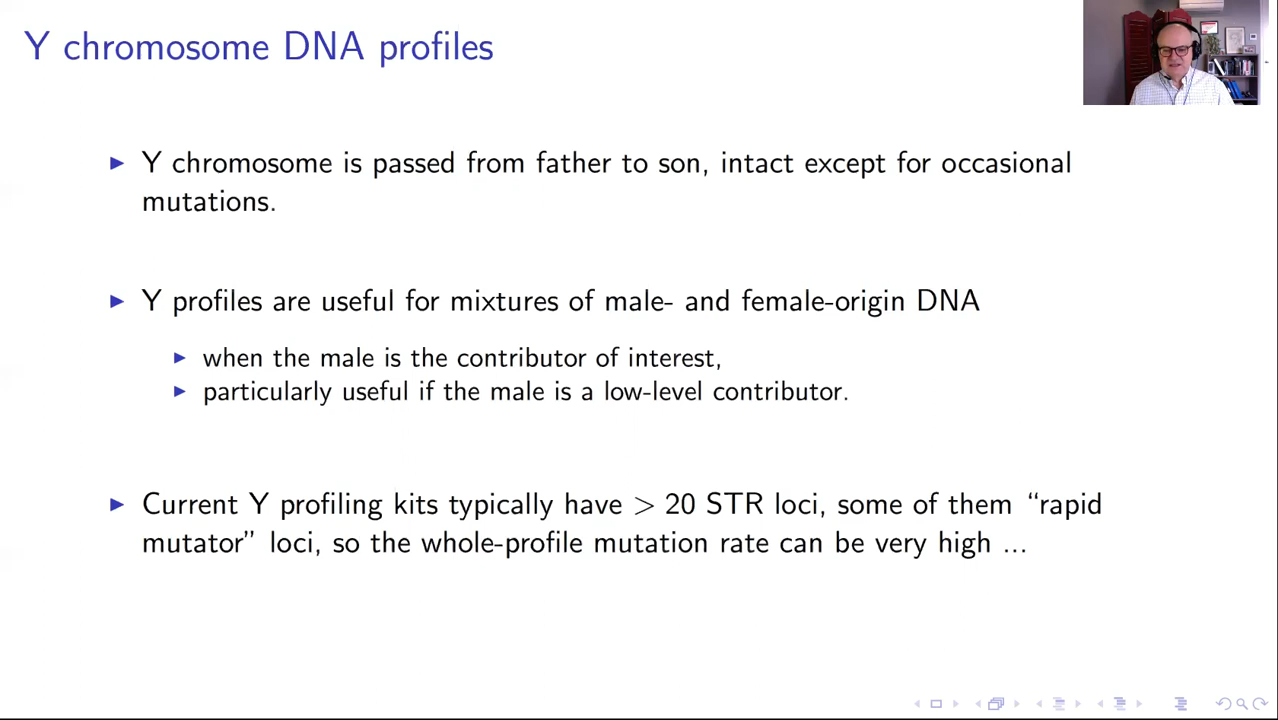 Y chromosome DNA profiles
Y chromosome is passed from father to son, intact except for occasional
mutations.
Y profiles are useful for mixtures of male- and female-origin DNA
when the male is the contributor of interest,
particularly useful if the male is a low-level contributor.
Current Y profiling kits typically have > 20 STR loci, some of them “rapid
mutator” loci, so the whole-profile mutation rate can be very high ...